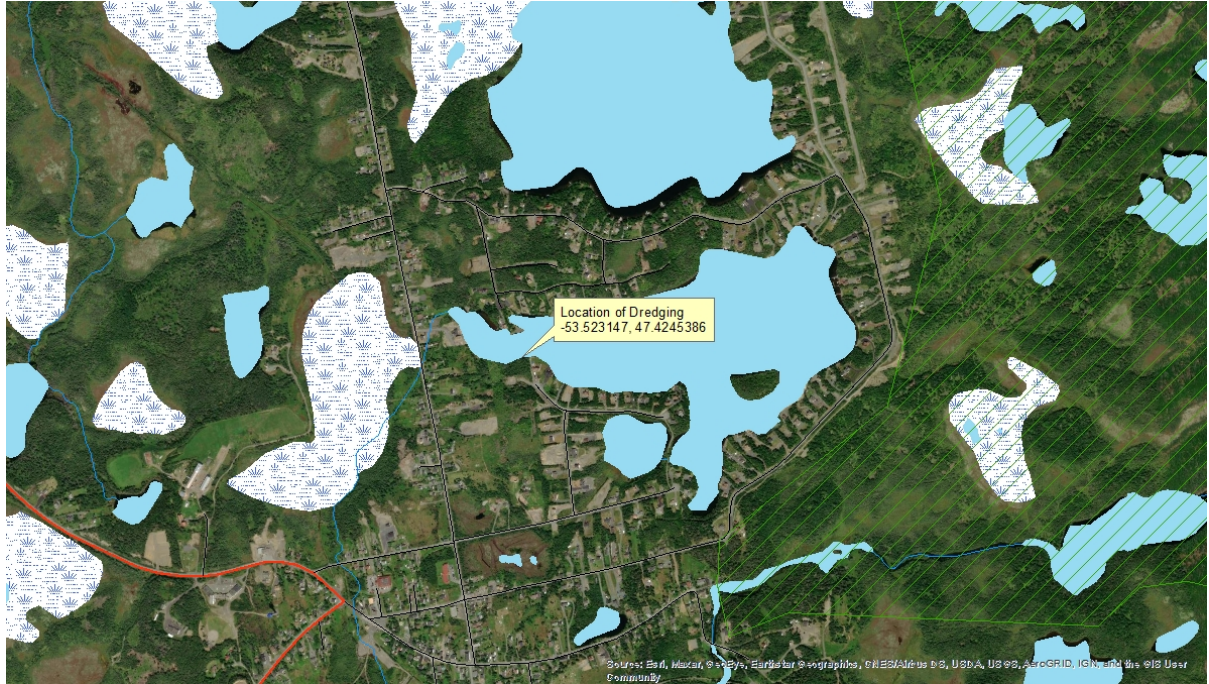 Location of Dredging
-53.523147, 47.4245386
Source: Esri, Maxar, GeoEye, Earthstar Geographics, CNES/Airbus DS, USDA, USGS, AeroGRID, IGN, and the GIS User
Community